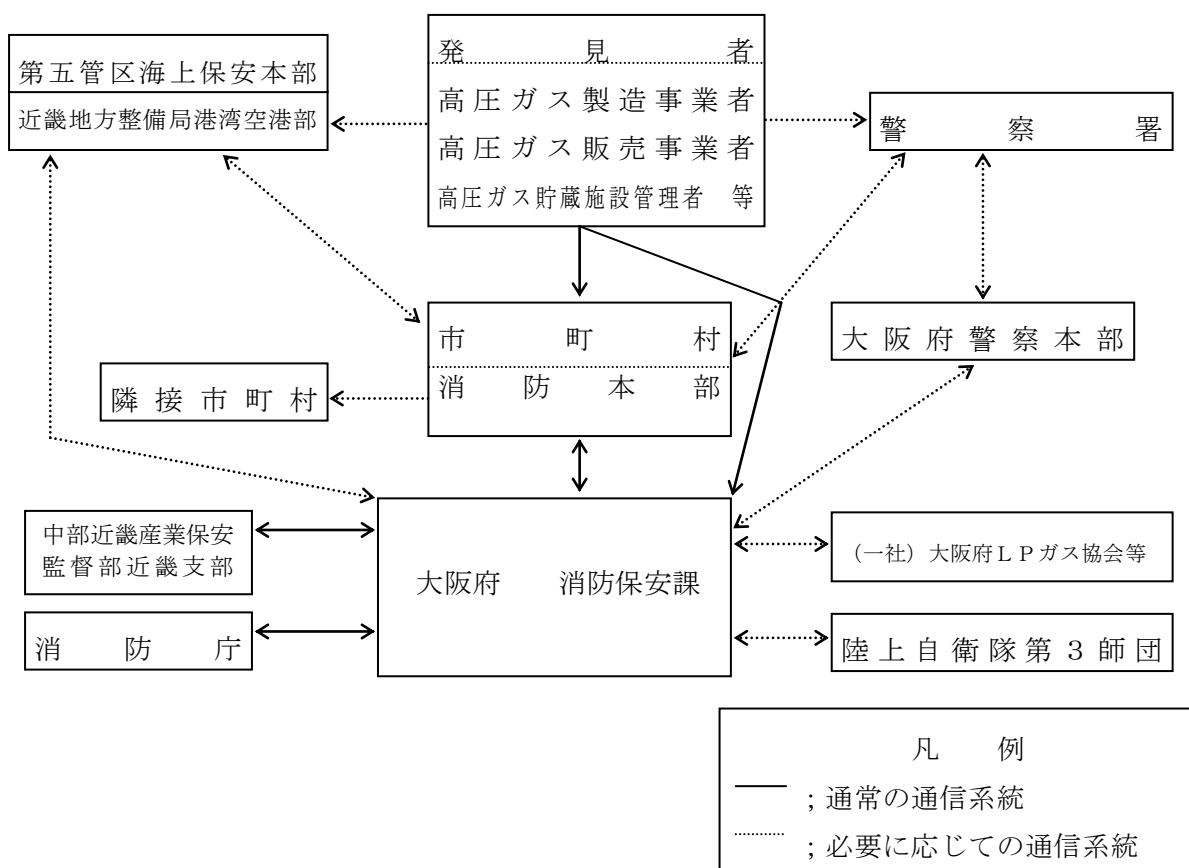 発見者
高圧ガス製造事業者
高圧ガス販売事業者
高圧ガス貯蔵施設管理者 等
第五管区海上保安本部
近畿地方整備局港湾空港部
警察署
市町村
消防本部
大阪府警察本部
隣接市町村
中部近畿産業保安
監督部近畿支部
大阪府 消防保安課
(一社)大阪府LPガス協会等
消防庁
陸上自衛隊第3師団
凡 例
;通常の通信系統
;必要に応じての通信系統